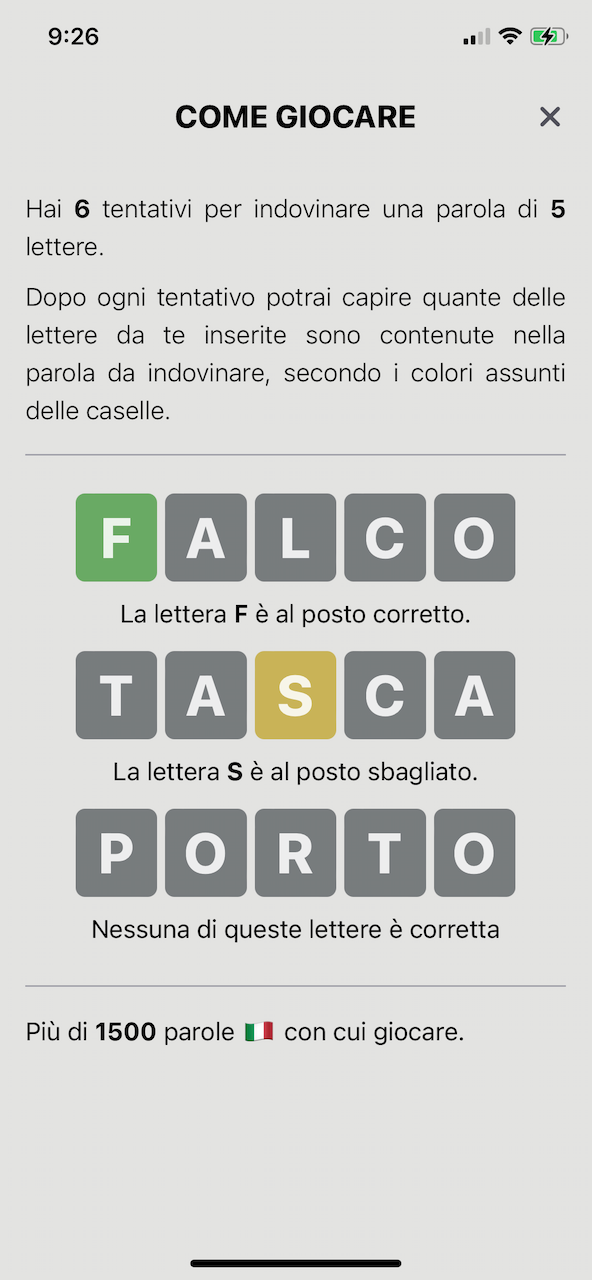 9:26
COME GIOCARE
Hai 6 tentativi per indovinare una parola di 5
lettere.
Dopo ogni tentativo potrai capire quante delle
lettere da te inserite sono contenute nella
parola da indovinare, secondo i colori assunti
delle caselle.
F A L C O
La lettera F è al posto corretto.
T A S C A
La lettera S è al posto sbagliato.
P O R T O
Nessuna di queste lettere è corretta
Più di 1500 parole 🇮🇹 con cui giocare.